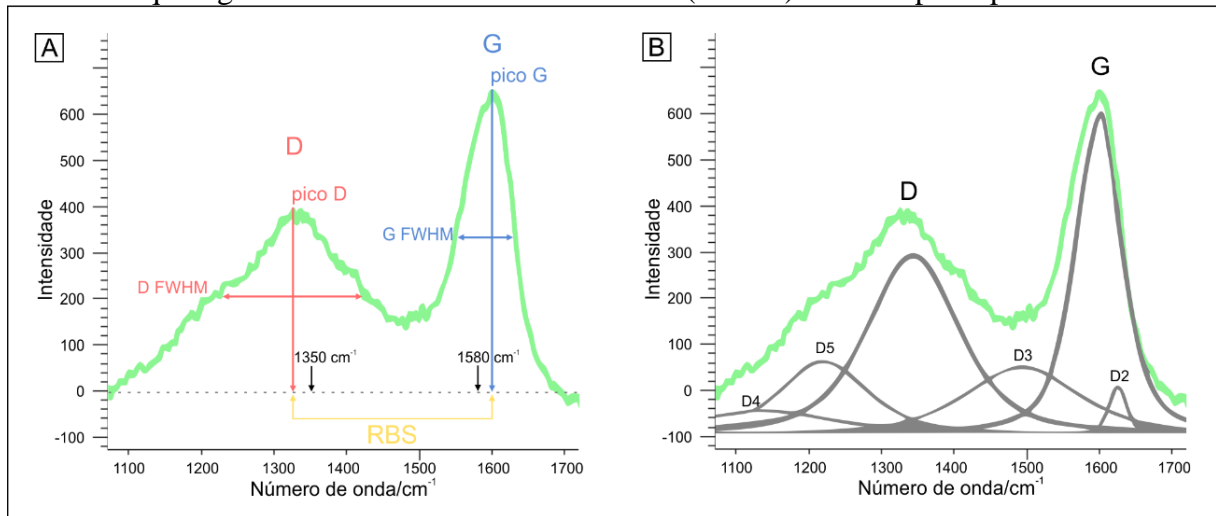 A
G
pico G
D
pico D
G FWHM
D FWHM
1350 cm-1
1580 cm-1
RBS
Intensidade
600
500
400
300
200
100
0
-100
1100
1200
1300
1400
1500
1600
1700
Número de onda/cm-1
B
G
D
D5
D3
D4
D2
Intensidade
600
500
400
300
200
100
0
-100
1100
1200
1300
1400
1500
1600
1700
Número de onda/cm-1